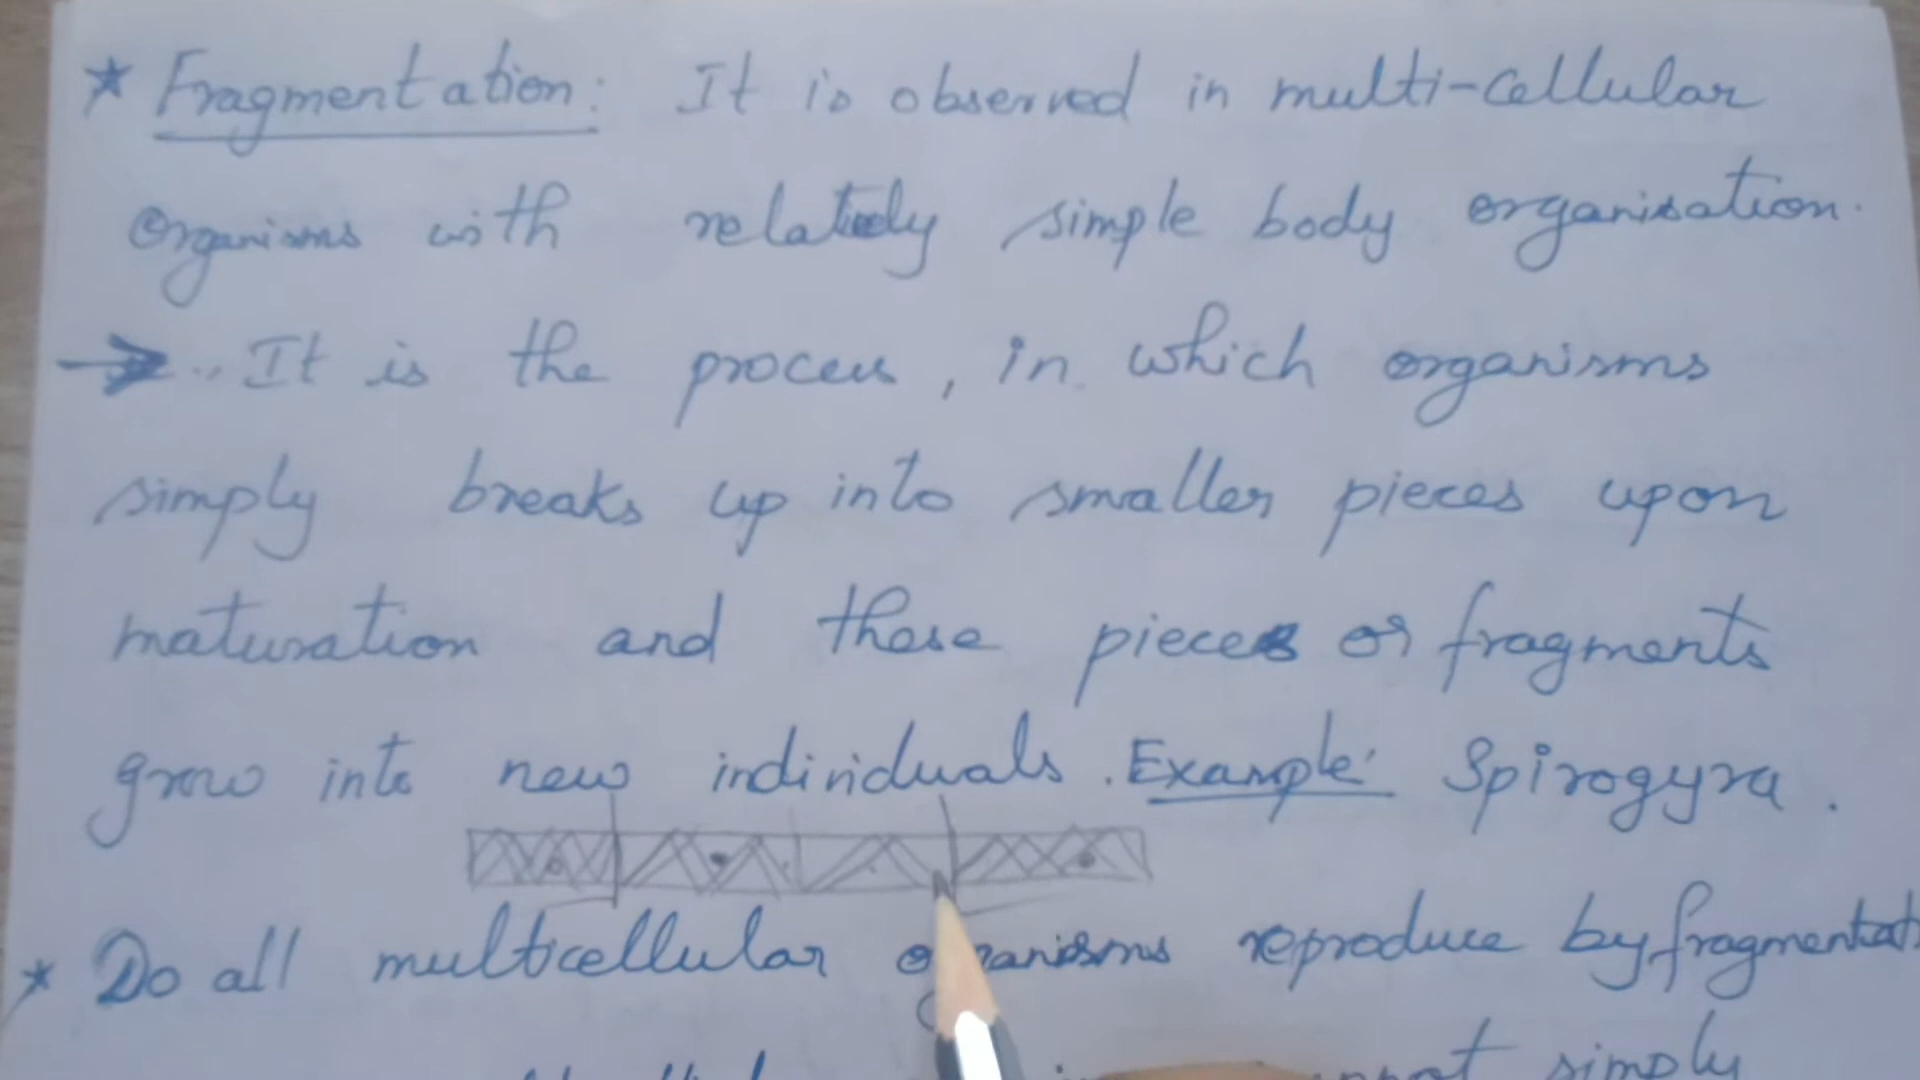 * Fragmentation: It is observed in multi-cellular
organisms with relatively simple body organisation.
→ It is the process, in which organisms
simply breaks up into smaller pieces upon
maturation and these pieces or fragments
grow into new individuals. Example: Spirogyra.
* Do all multicellular organisms reproduce by fragmentat
simply